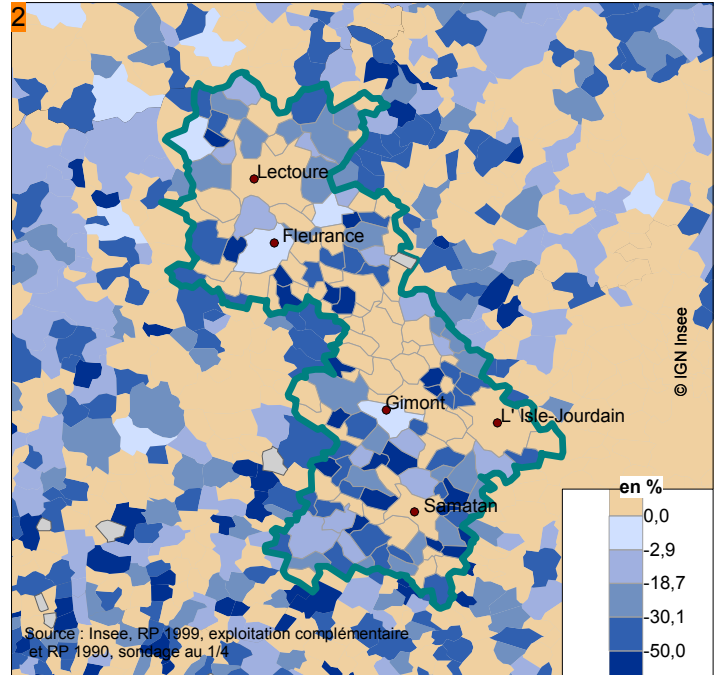 2
Lectoure
Fleurance
Gimont
L' Isle-Jourdain
Samatan
© IGN Insee
en %
0,0
-2,9
-18,7
-30,1
-50,0
Source : Insee, RP 1999, exploitation complémentaire
et RP 1990, sondage au 1/4